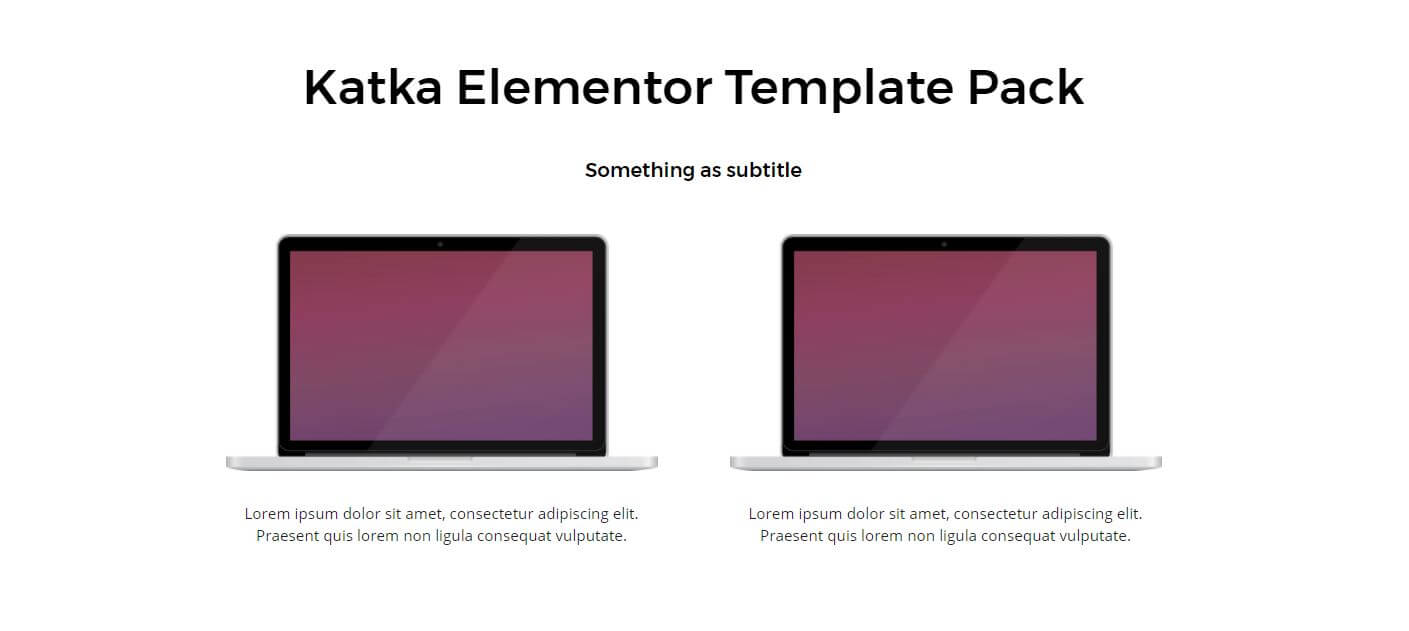 Katka Elementor Template Pack
Something as subtitle
Lorem ipsum dolor sit amet, consectetur adipiscing elit.
Praesent quis lorem non ligula consequat vulputate.
Lorem ipsum dolor sit amet, consectetur adipiscing elit.
Praesent quis lorem non ligula consequat vulputate.